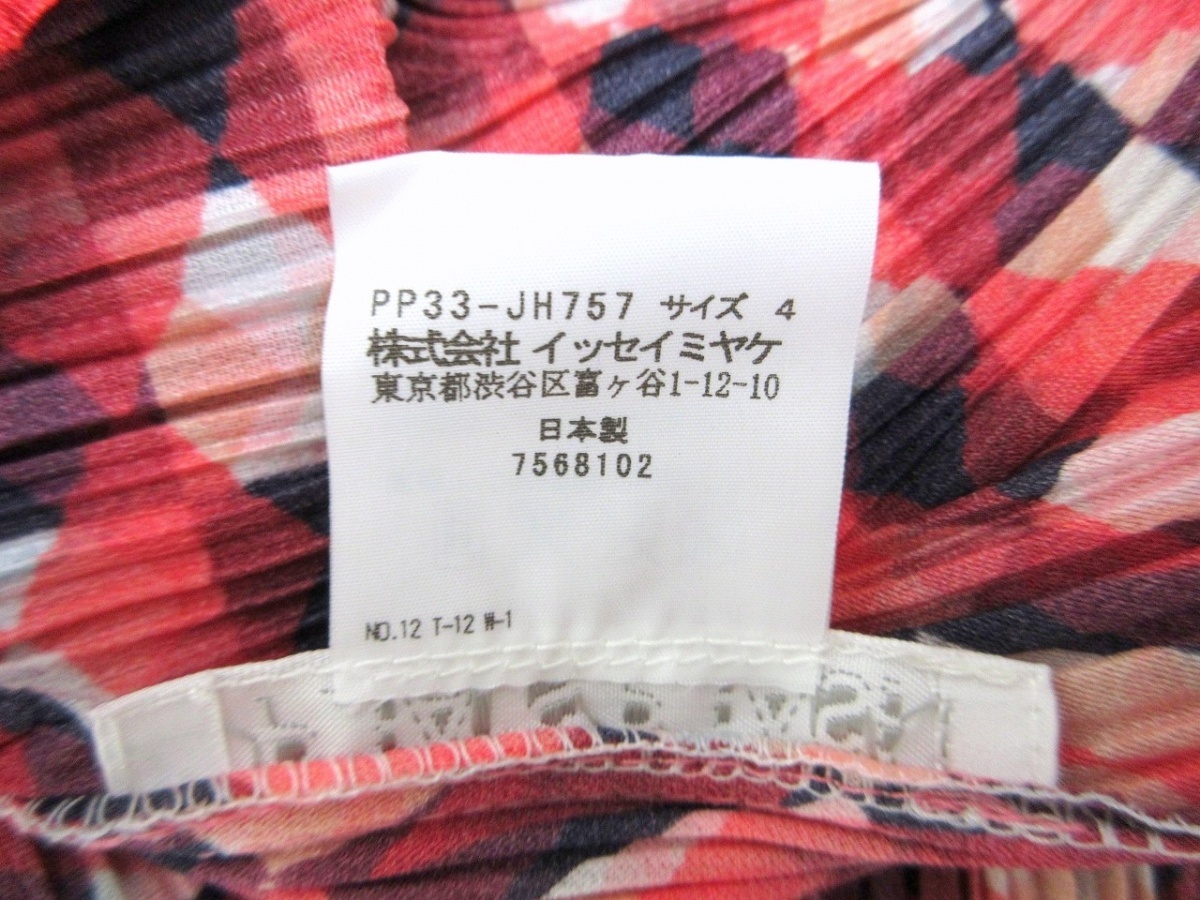 PP33-JH757 サイズ 4
株式会社 イッセイミヤケ
東京都渋谷区富ヶ谷1-12-10
日本製
7568102
NO.12 T-12 W-1